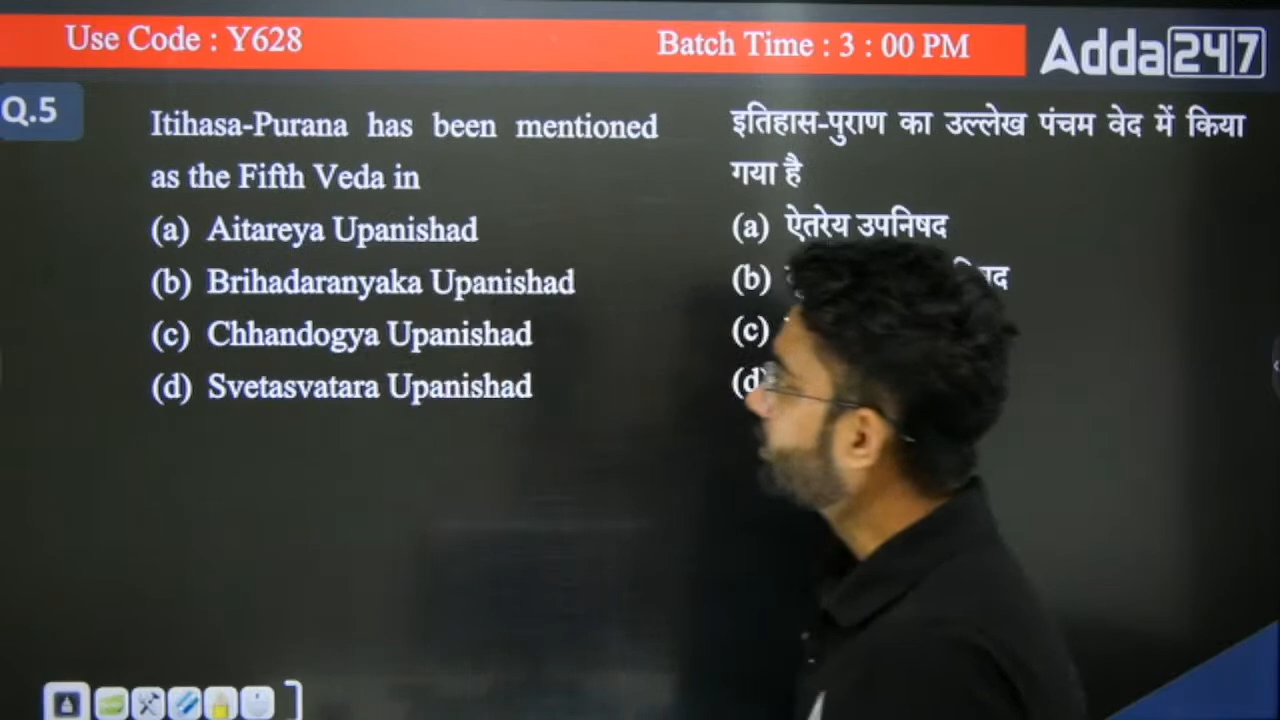 Use Code : Y628
Batch Time : 3 : 00 PM
Adda247
Q.5
Itihasa-Purana has been mentioned
as the Fifth Veda in
(a) Aitareya Upanishad
(b) Brihadaranyaka Upanishad
(c) Chhandogya Upanishad
(d) Svetasvatara Upanishad
इतिहास-पुराण का उल्लेख पंचम वेद में किया
गया है
(a) ऐतरेय उपनिषद
(b)
(c)
(d)